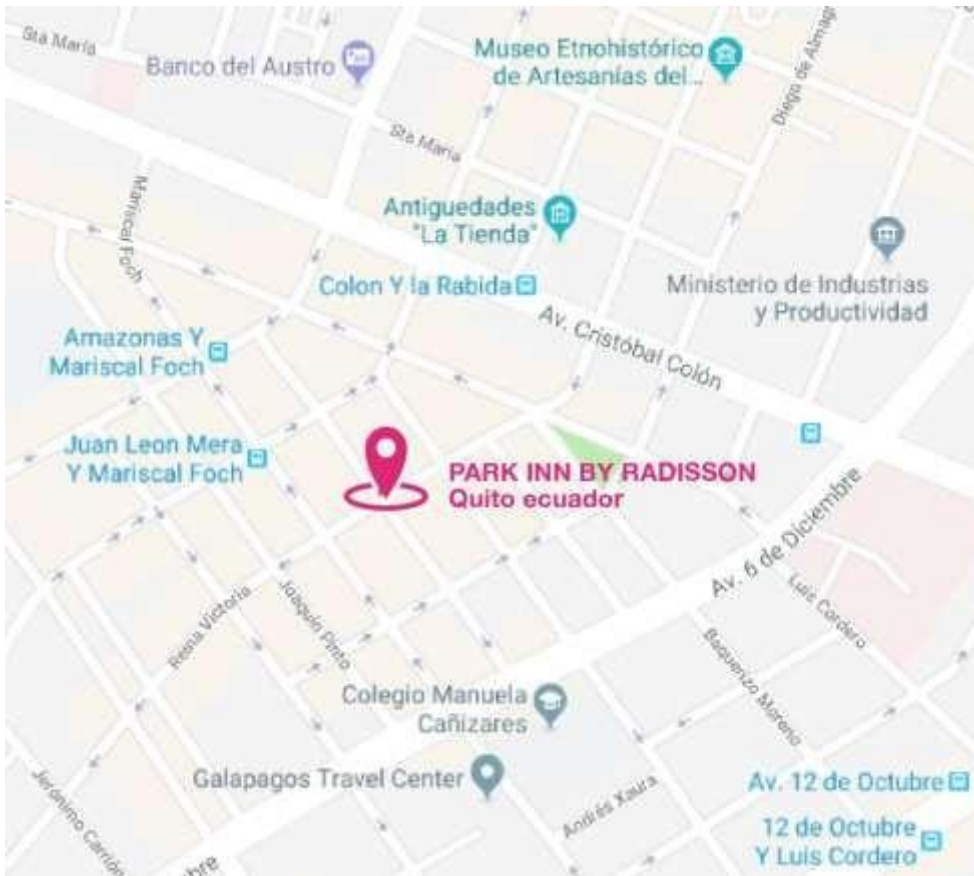 Sta María
Banco del Austro
Museo Etnohistórico
de Artesanías del...
Diego de Almagr
Sta María
Mariscal Foch
Antiguedades
"La Tienda"
Colon Y la Rabida
Ministerio de Industrias
y Productividad
Av. Cristóbal Colón
Amazonas Y
Mariscal Foch
Juan Leon Mera
Y Mariscal Foch
PARK INN BY RADISSON
Quito ecuador
Av. 6 de Diciembre
Luis Cordero
Reina Victoria
Joaquín Pinto
Baquerizo Moreno
Colegio Manuela
Cañizares
Galapagos Travel Center
Andrés Xaura
Av. 12 de Octubre
12 de Octubre
Y Luis Cordero
Jerónimo Carrión
bre